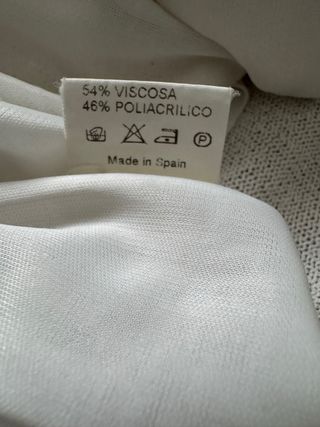 54% VISCOSA
46% POLIACRILICO
P
Made in Spain